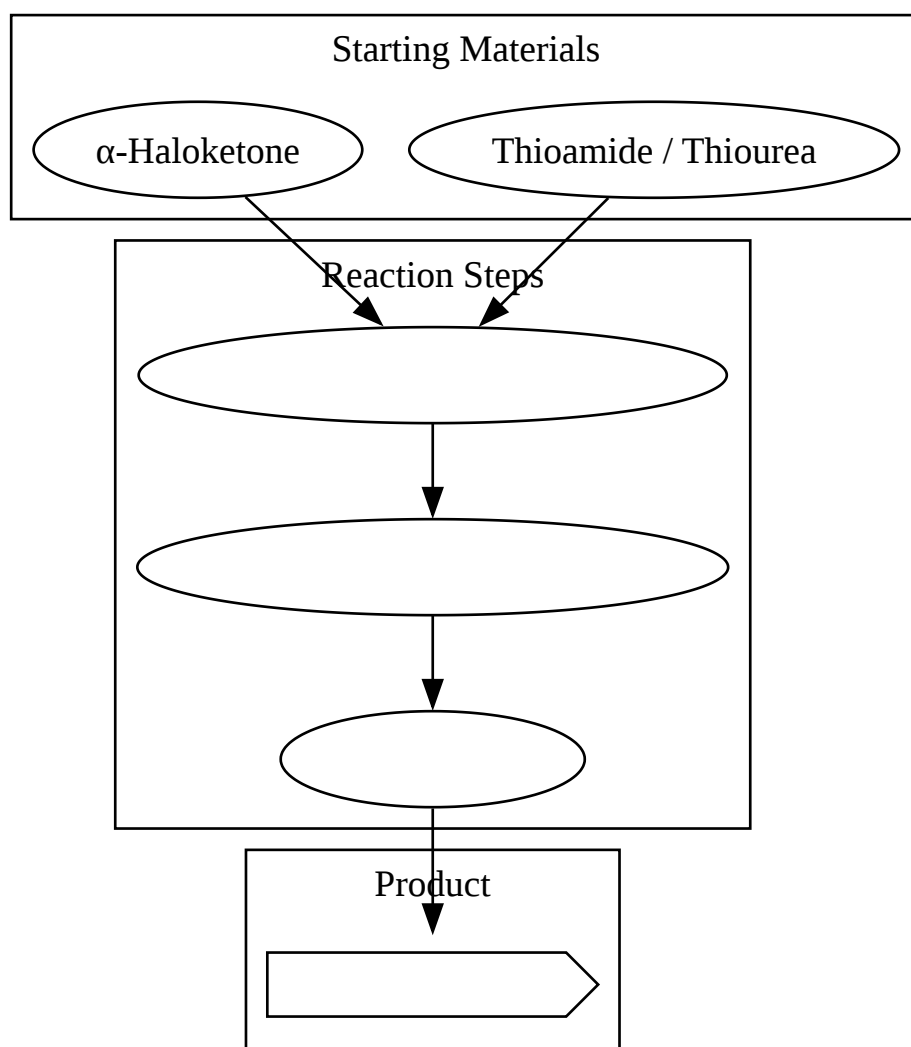 Starting Materials
α-Haloketone
Thioamide / Thiourea
Reaction Steps
Product